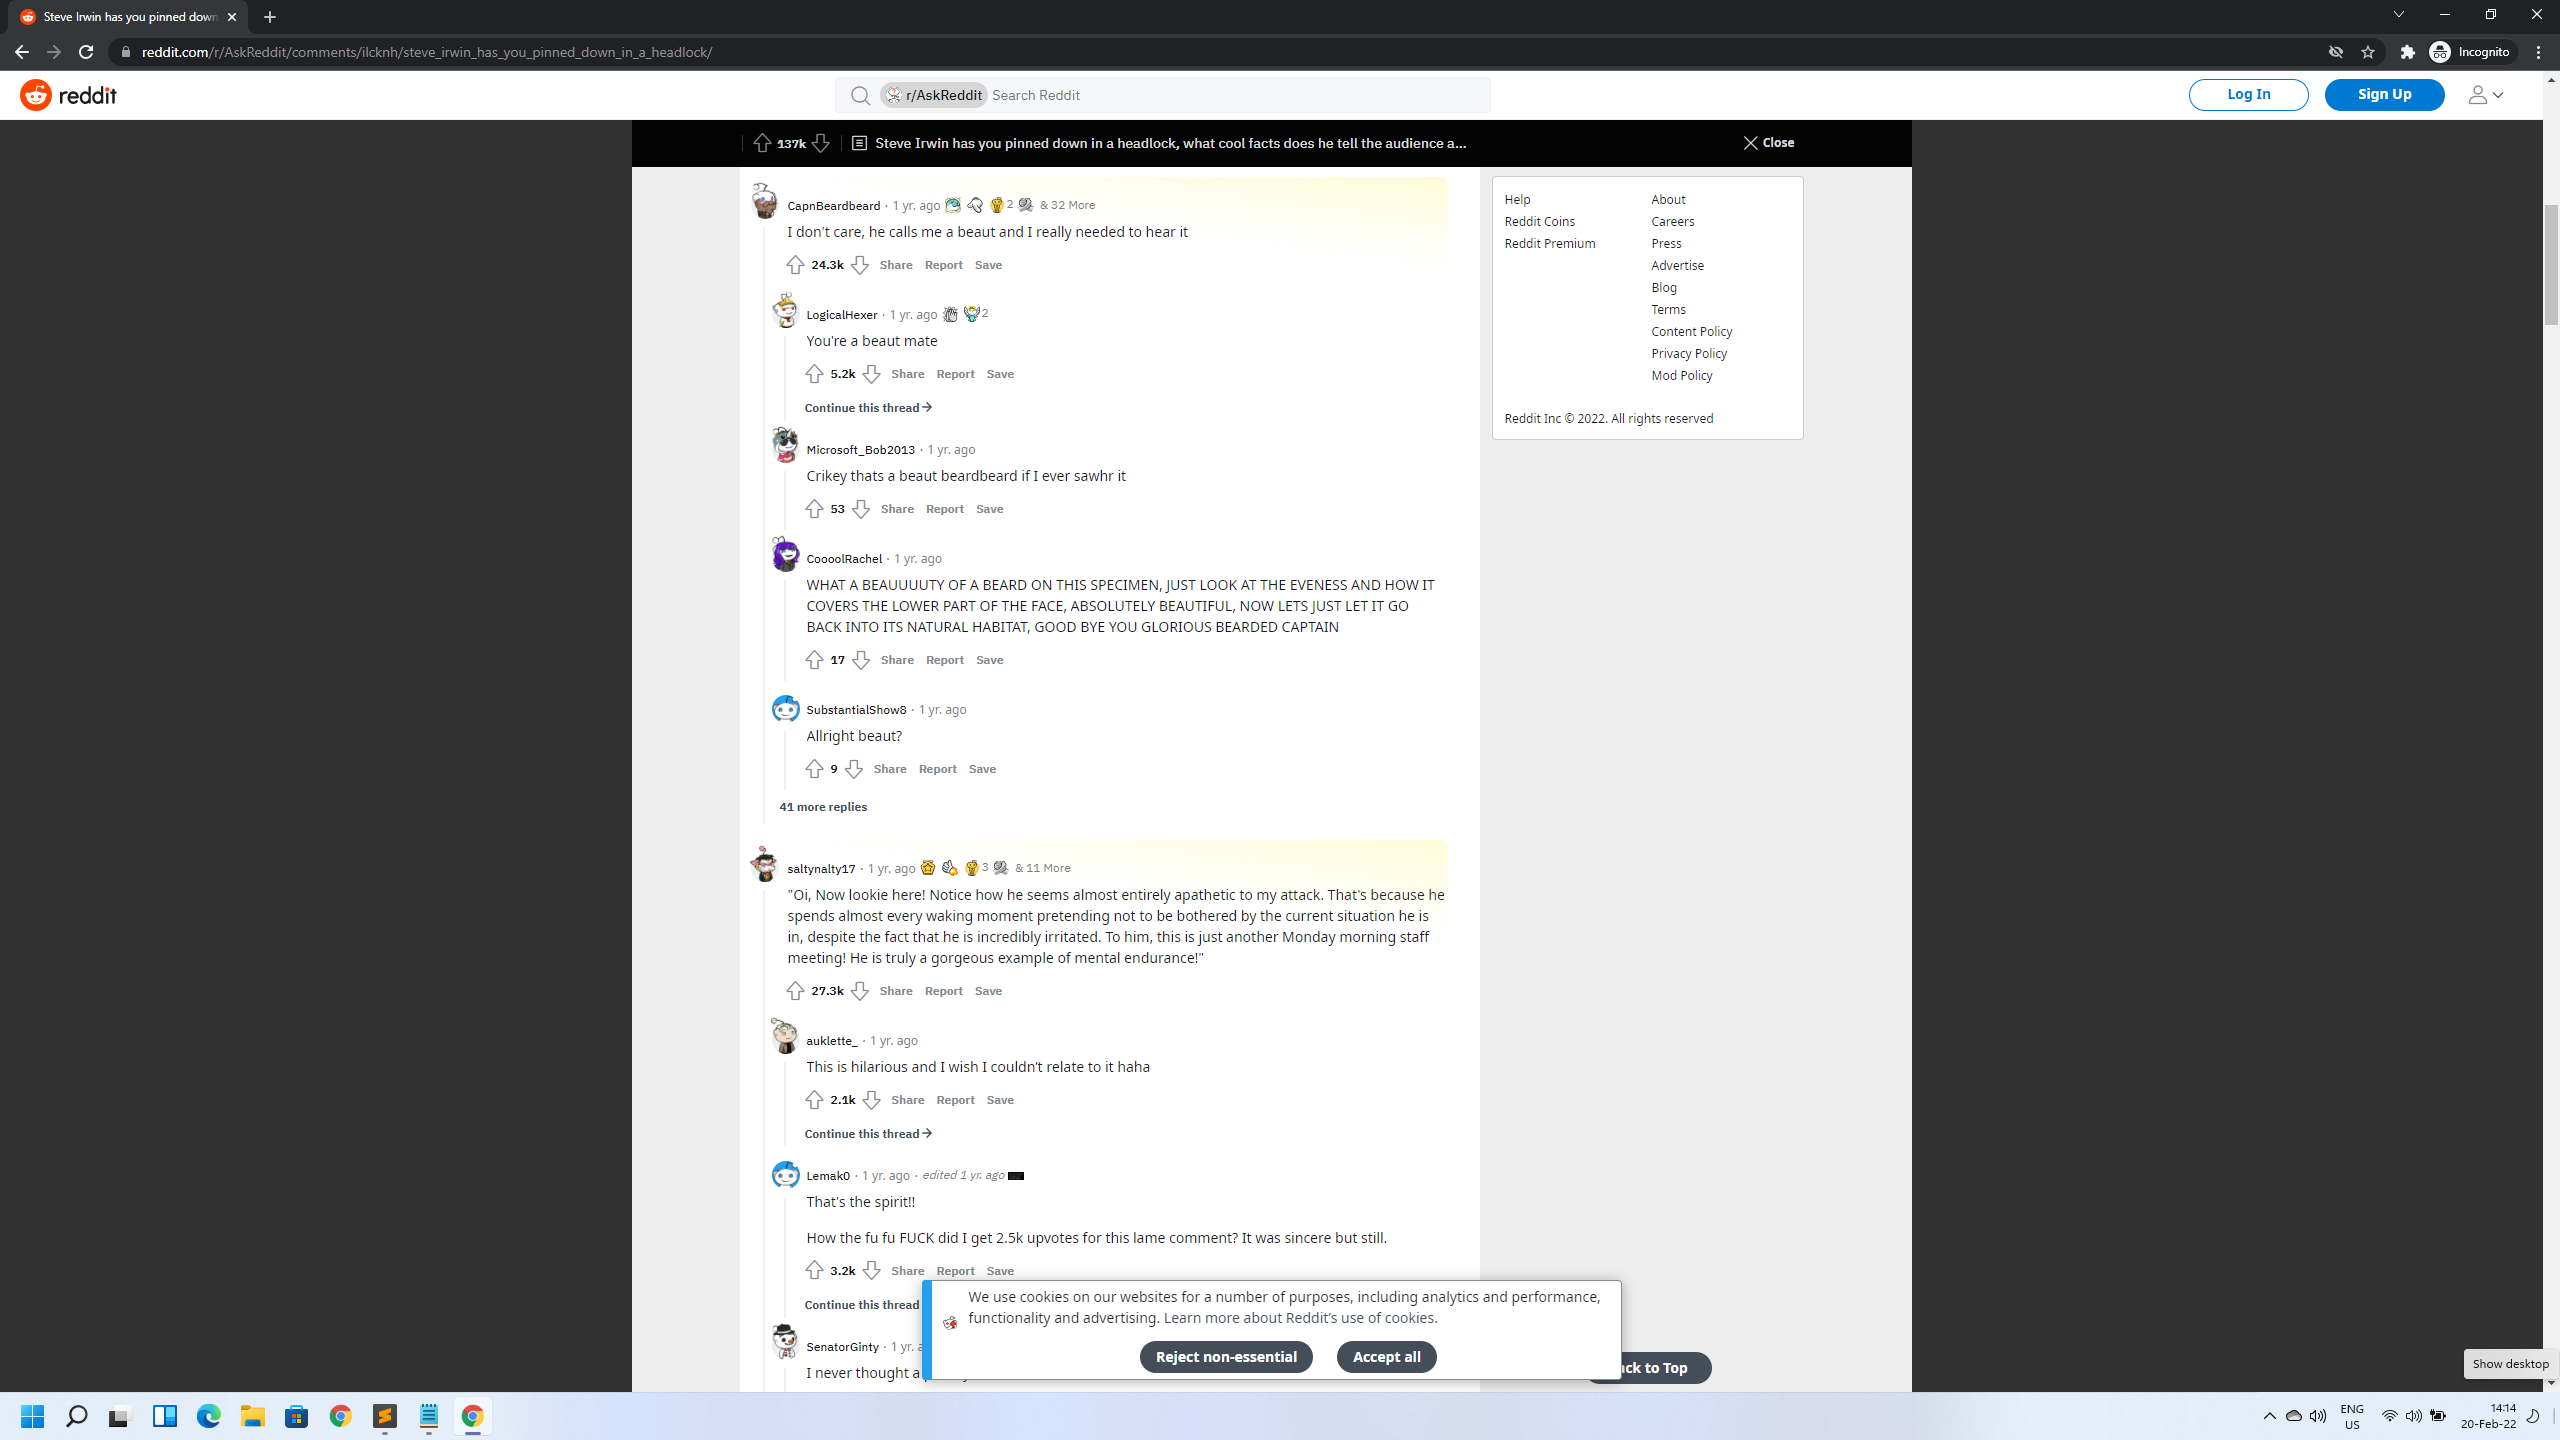 Steve Irwin has you pinned down
reddit.com/r/AskReddit/comments/ilcknh/steve_irwin_has_you_pinned_down_in_a_headlock/
Incognito
reddit
r/AskReddit Search Reddit
Log In
Sign Up
137k
Steve Irwin has you pinned down in a headlock, what cool facts does he tell the audience a...
Close
CapnBeardbeard · 1 yr. ago 2 & 32 More
I don't care, he calls me a beaut and I really needed to hear it
24.3k Share Report Save
LogicalHexer · 1 yr. ago 2
You're a beaut mate
5.2k Share Report Save
Continue this thread
Microsoft_Bob2013 · 1 yr. ago
Crikey thats a beaut beardbeard if I ever sawhr it
53 Share Report Save
CoooolRachel · 1 yr. ago
WHAT A BEAUUUUTY OF A BEARD ON THIS SPECIMEN, JUST LOOK AT THE EVENESS AND HOW IT
COVERS THE LOWER PART OF THE FACE, ABSOLUTELY BEAUTIFUL, NOW LETS JUST LET IT GO
BACK INTO ITS NATURAL HABITAT, GOOD BYE YOU GLORIOUS BEARDED CAPTAIN
17 Share Report Save
SubstantialShow8 · 1 yr. ago
Allright beaut?
9 Share Report Save
41 more replies
saltynalty17 · 1 yr. ago 3 & 11 More
"Oi, Now lookie here! Notice how he seems almost entirely apathetic to my attack. That's because he
spends almost every waking moment pretending not to be bothered by the current situation he is
in, despite the fact that he is incredibly irritated. To him, this is just another Monday morning staff
meeting! He is truly a gorgeous example of mental endurance!"
27.3k Share Report Save
auklette_ · 1 yr. ago
This is hilarious and I wish I couldn't relate to it haha
2.1k Share Report Save
Continue this thread
Lemak0 · 1 yr. ago · edited 1 yr. ago
That's the spirit!!
How the fu fu FUCK did I get 2.5k upvotes for this lame comment? It was sincere but still.
3.2k Share Report Save
Continue this thread
SenatorGinty · 1 yr. a
I never thought a
Help
Reddit Coins
Reddit Premium
About
Careers
Press
Advertise
Blog
Terms
Content Policy
Privacy Policy
Mod Policy
Reddit Inc © 2022. All rights reserved
We use cookies on our websites for a number of purposes, including analytics and performance,
functionality and advertising. Learn more about Reddit's use of cookies.
Reject non-essential
Accept all
ck to Top
Show desktop
ENG
US
14:14
20-Feb-22